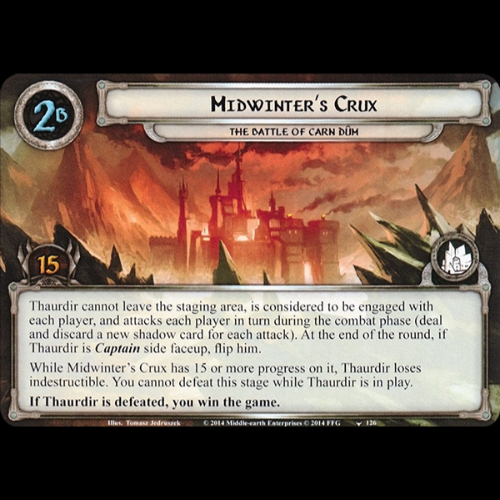 2B
MIDWINTER'S CRUX
THE BATTLE OF CARN DÛM
15
Thaurdir cannot leave the staging area, is considered to be engaged with
each player, and attacks each player in turn during the combat phase (deal
and discard a new shadow card for each attack). At the end of the round, if
Thaurdir is Captain side faceup, flip him.
While Midwinter's Crux has 15 or more progress on it, Thaurdir loses
indestructible. You cannot defeat this stage while Thaurdir is in play.
If Thaurdir is defeated, you win the game.
Illus. Tomasz Jedruszek © 2014 Middle-earth Enterprises © 2014 FFG 126